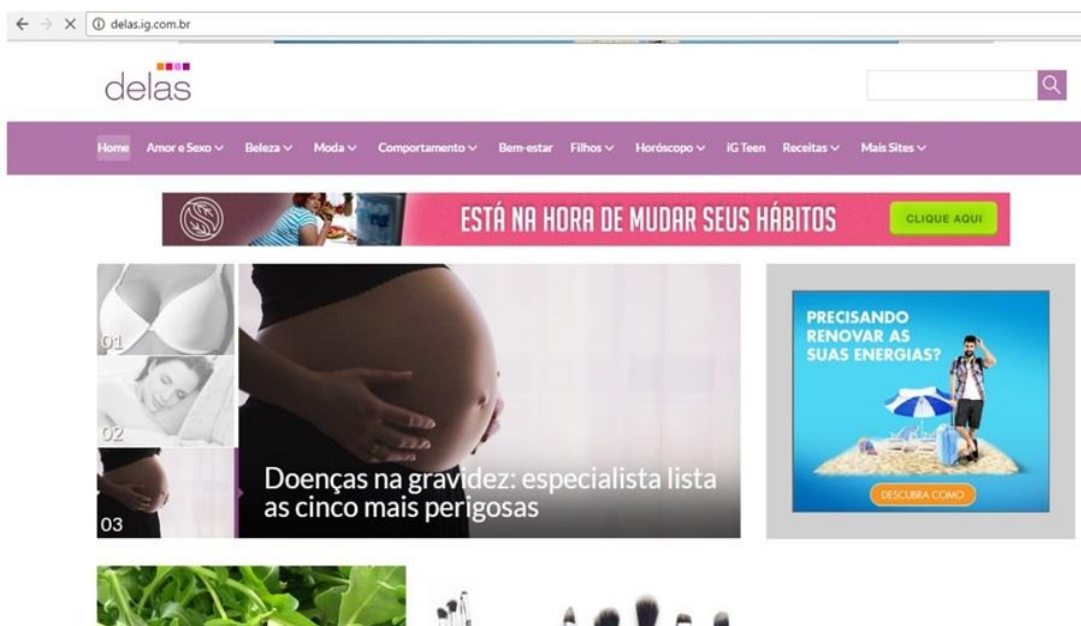 delas.ig.com.br
delas
Home Amor e Sexo Beleza Moda Comportamento Bem-estar Filhos Horóscopo iG Teen Receitas Mais Sites
ESTÁ NA HORA DE MUDAR SEUS HÁBITOS
CLIQUE AQUI
01
02
03
Doenças na gravidez: especialista lista
as cinco mais perigosas
PRECISANDO
RENOVAR AS
SUAS ENERGIAS?
DESCUBRA COMO